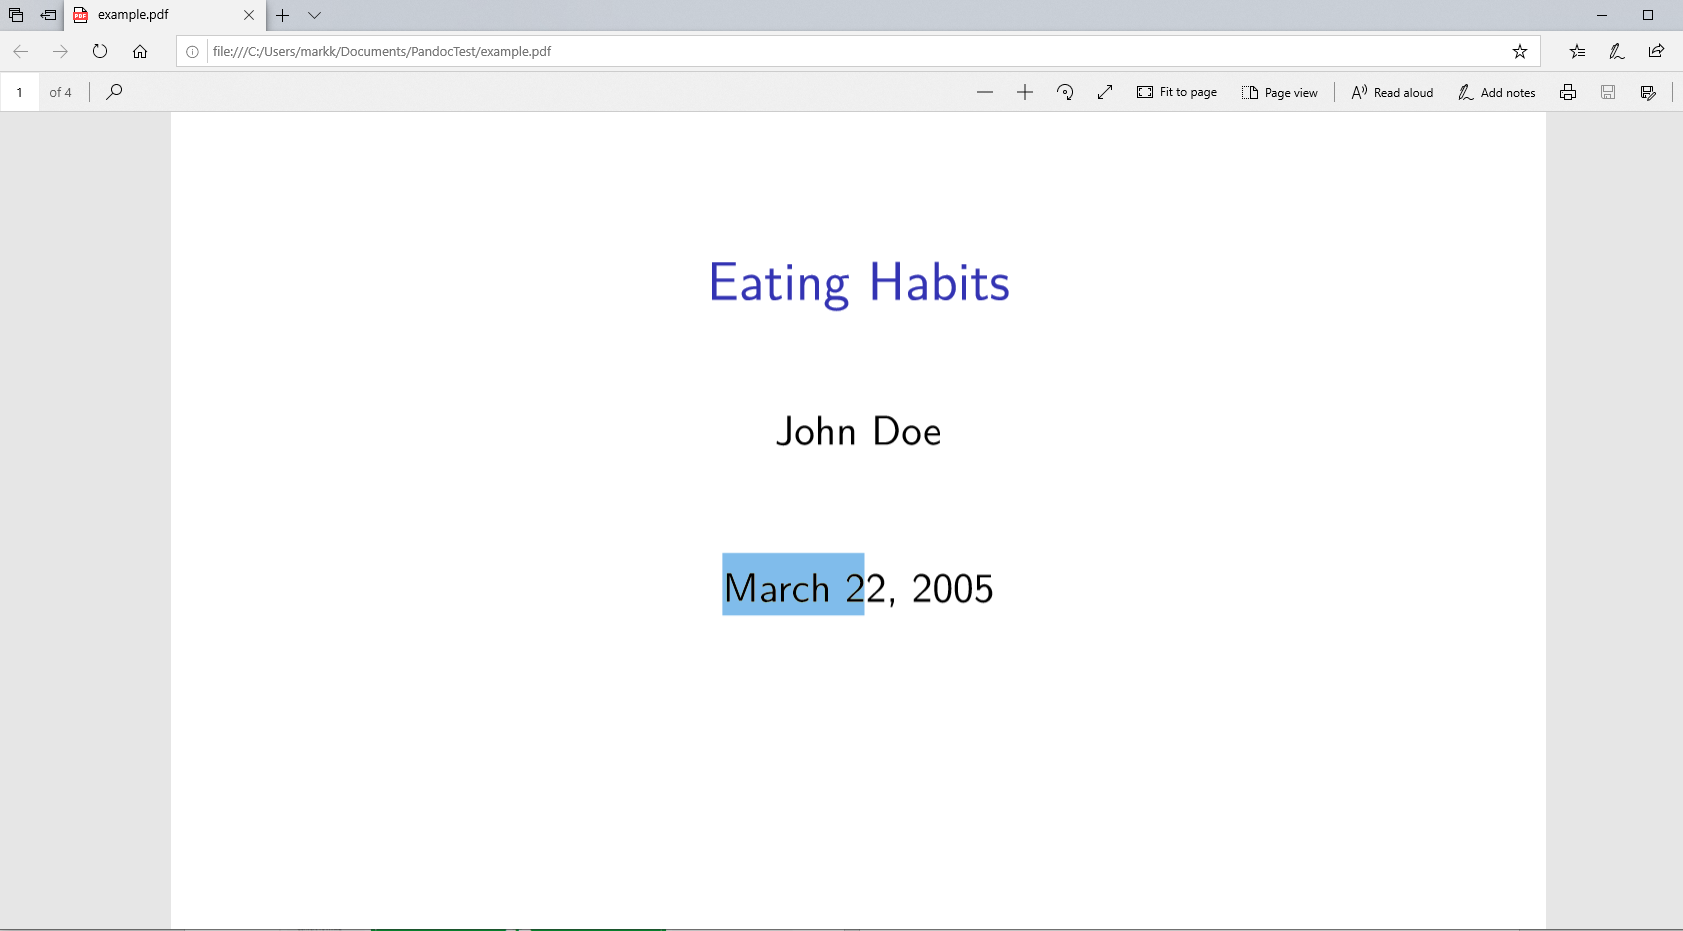 example.pdf
file:///C:/Users/markk/Documents/PandocTest/example.pdf
1 of 4 Fit to page Page view Read aloud Add notes
Eating Habits
John Doe
March 22, 2005